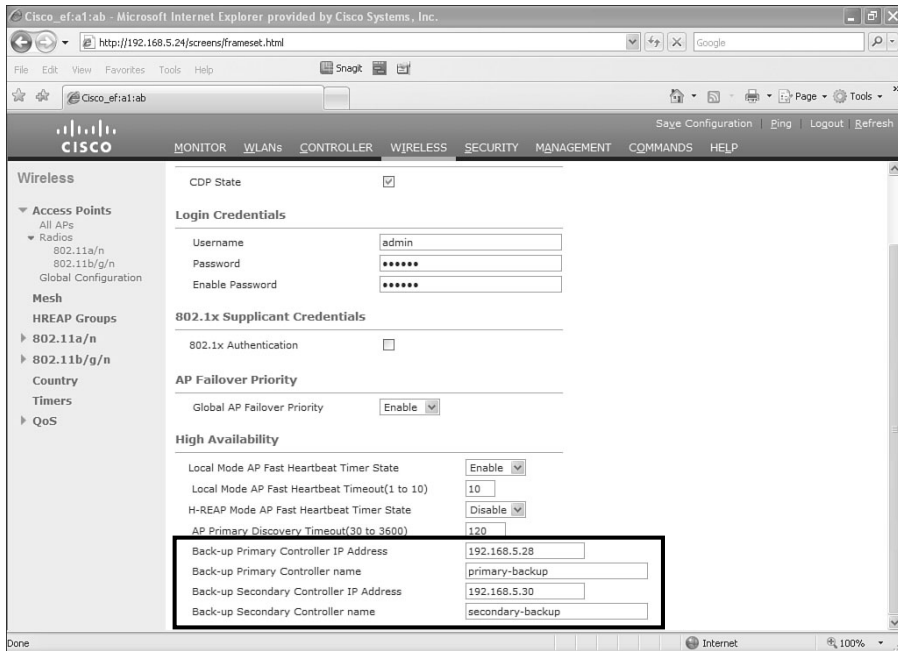 Cisco_ef:a1:ab - Microsoft Internet Explorer provided by Cisco Systems, Inc.
http://192.168.5.24/screens/frameset.html
Google
File Edit View Favorites Tools Help
Snagit
Cisco_ef:a1:ab
Page
Tools
Save Configuration | Ping | Logout | Refresh
CISCO
MONITOR WLANs CONTROLLER WIRELESS SECURITY MANAGEMENT COMMANDS HELP
Wireless
Access Points
All APs
Radios
802.11a/n
802.11b/g/n
Global Configuration
Mesh
HREAP Groups
802.11a/n
802.11b/g/n
Country
Timers
QoS
CDP State
Login Credentials
Username admin
Password ••••••
Enable Password ••••••
802.1x Supplicant Credentials
802.1x Authentication
AP Failover Priority
Global AP Failover Priority Enable
High Availability
Local Mode AP Fast Heartbeat Timer State Enable
Local Mode AP Fast Heartbeat Timeout(1 to 10) 10
H-REAP Mode AP Fast Heartbeat Timer State Disable
AP Primary Discovery Timeout(30 to 3600) 120
Back-up Primary Controller IP Address 192.168.5.28
Back-up Primary Controller name primary-backup
Back-up Secondary Controller IP Address 192.168.5.30
Back-up Secondary Controller name secondary-backup
Done
Internet
100%